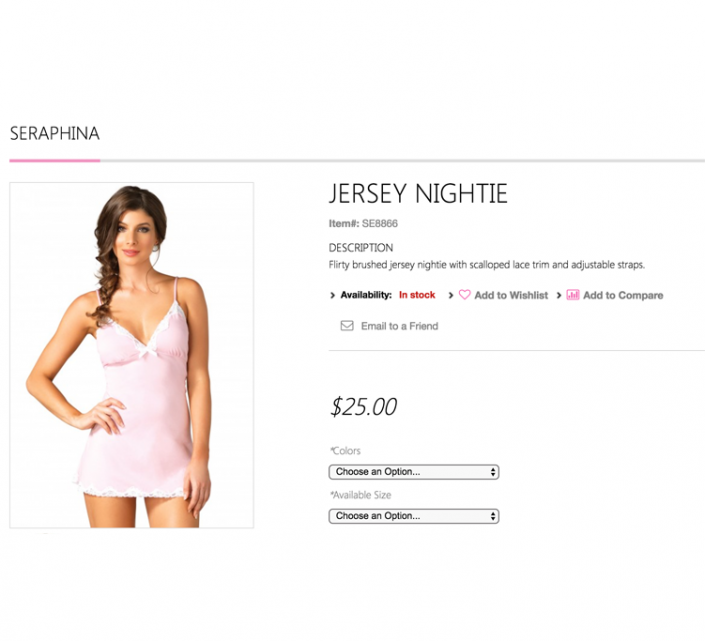 SERAPHINA
JERSEY NIGHTIE
Item#: SE8866
DESCRIPTION
Flirty brushed jersey nightie with scalloped lace trim and adjustable straps.
Availability: In stock Add to Wishlist Add to Compare
Email to a Friend
$25.00
*Colors
Choose an Option...
*Available Size
Choose an Option...